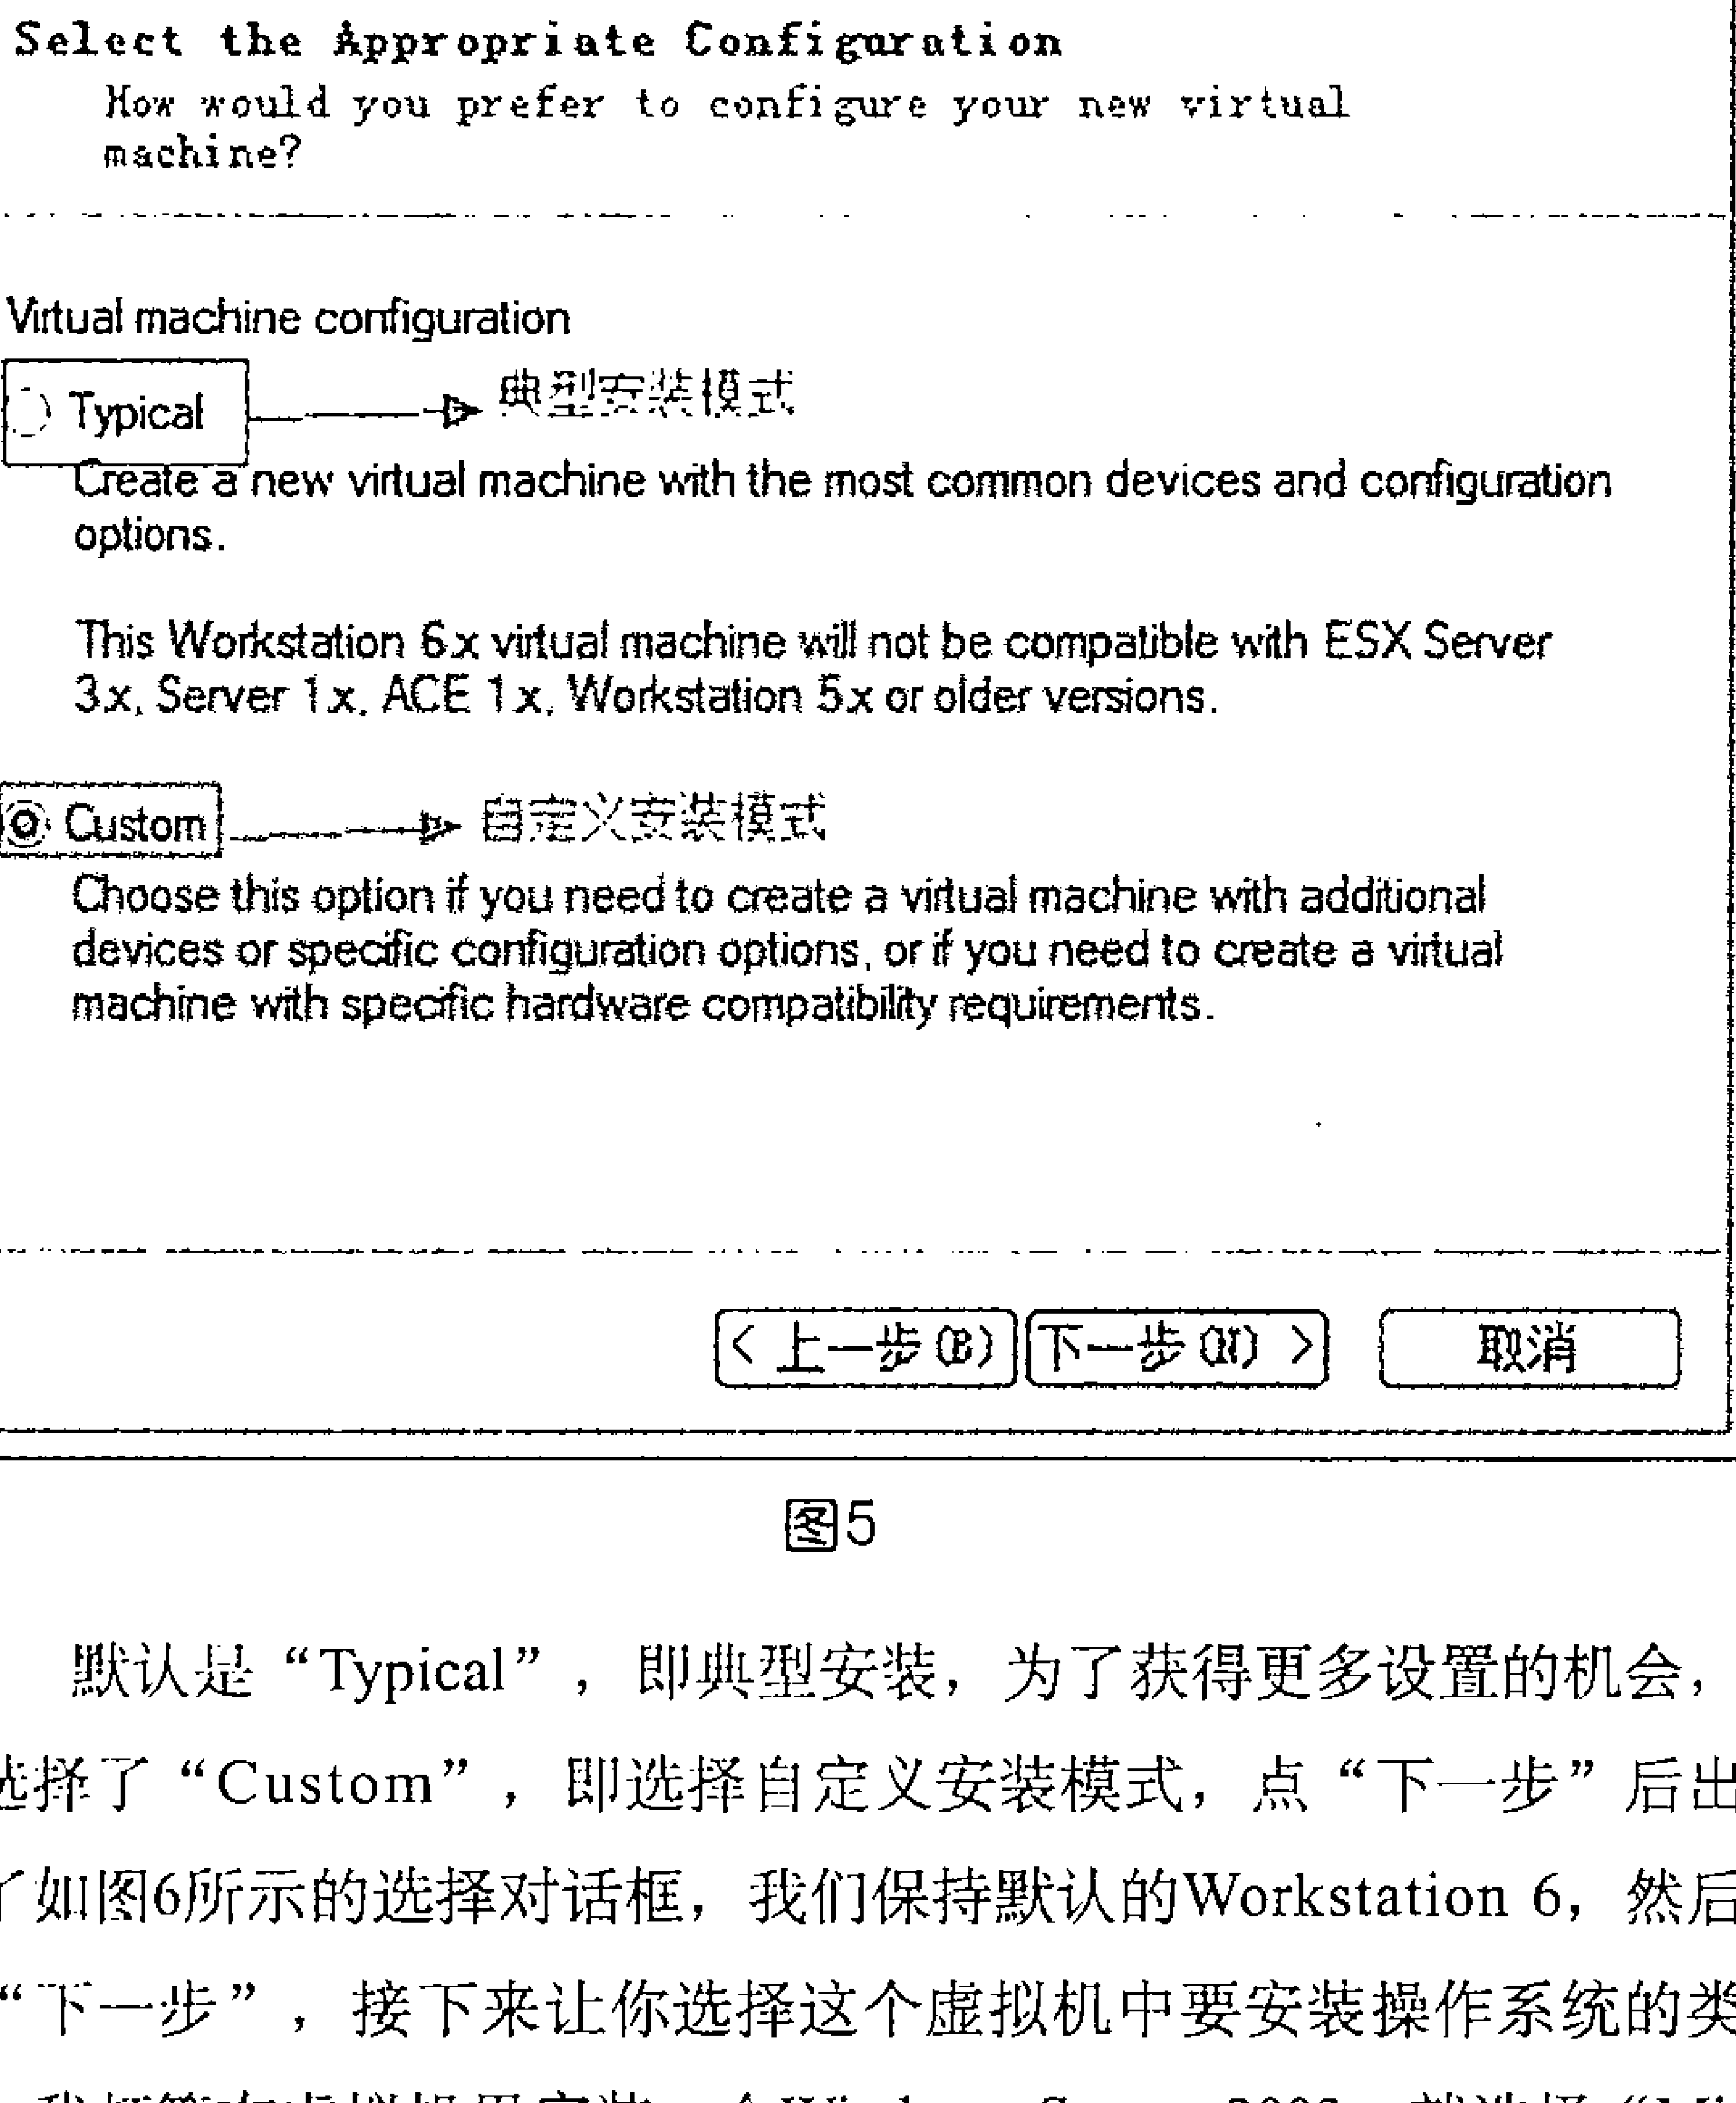 Select the Appropriate Configuration
How would you prefer to configure your new virtual
machine?
Virtual machine configuration
Typical
典型安装模式
Create a new virtual machine with the most common devices and configuration
options.
This Workstation 6.x virtual machine will not be compatible with ESX Server
3.x, Server 1.x, ACE 1.x, Workstation 5.x or older versions.
Custom
自定义安装模式
Choose this option if you need to create a virtual machine with additional
devices or specific configuration options, or if you need to create a virtual
machine with specific hardware compatibility requirements.
< 上一步(B)
下一步(N) >
取消
图5
默认是“Typical”，即典型安装，为了获得更多设置的机会，
选择了“Custom”，即选择自定义安装模式，点“下一步”后出
了如图6所示的选择对话框，我们保持默认的Workstation 6，然后
“下一步”，接下来让你选择这个虚拟机中要安装操作系统的类